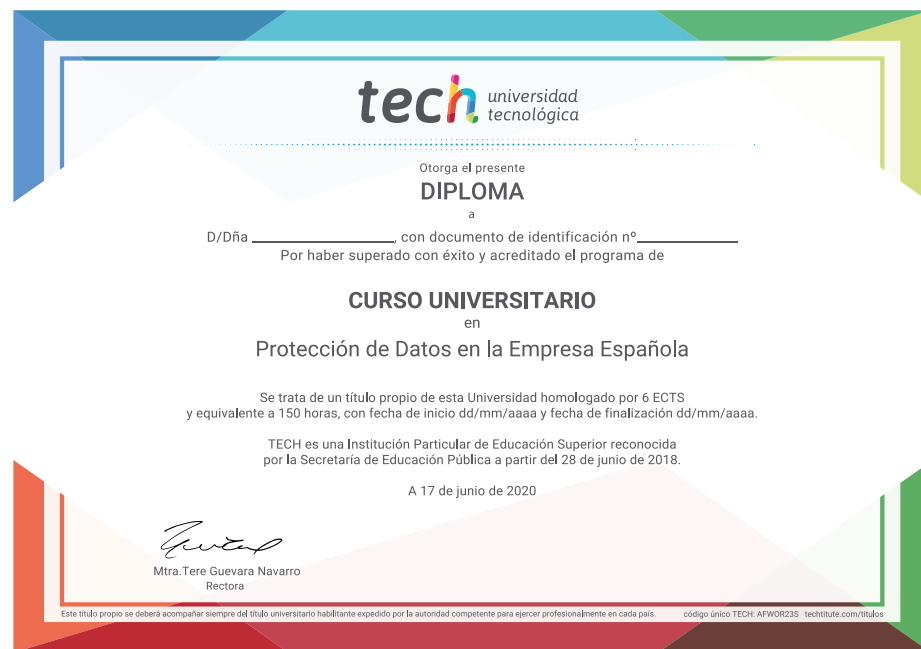 tech universidad
tecnológica
Otorga el presente
DIPLOMA
a
D/Dña ____________, con documento de identificación nº____________
Por haber superado con éxito y acreditado el programa de
CURSO UNIVERSITARIO
en
Protección de Datos en la Empresa Española
Se trata de un título propio de esta Universidad homologado por 6 ECTS
y equivalente a 150 horas, con fecha de inicio dd/mm/aaaa y fecha de finalización dd/mm/aaaa.
TECH es una Institución Particular de Educación Superior reconocida
por la Secretaría de Educación Pública a partir del 28 de junio de 2018.
A 17 de junio de 2020
Mtra.Tere Guevara Navarro
Rectora
Este título propio se deberá acompañar siempre del título universitario habilitante expedido por la autoridad competente para ejercer profesionalmente en cada país. código único TECH: AFWOR23S techtitute.com/titulos